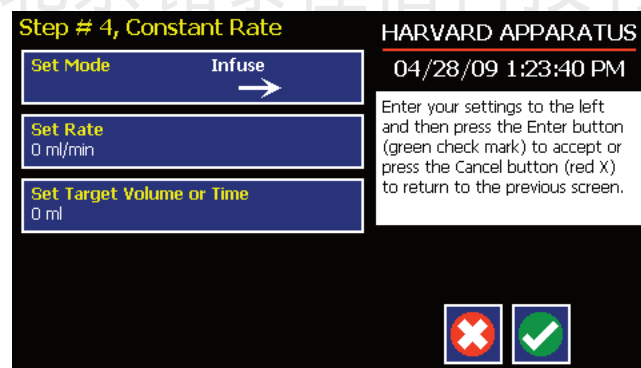 Step # 4, Constant Rate
Set Mode Infuse
Set Rate
0 ml/min
Set Target Volume or Time
0 ml
HARVARD APPARATUS
04/28/09 1:23:40 PM
Enter your settings to the left
and then press the Enter button
(green check mark) to accept or
press the Cancel button (red X)
to return to the previous screen.